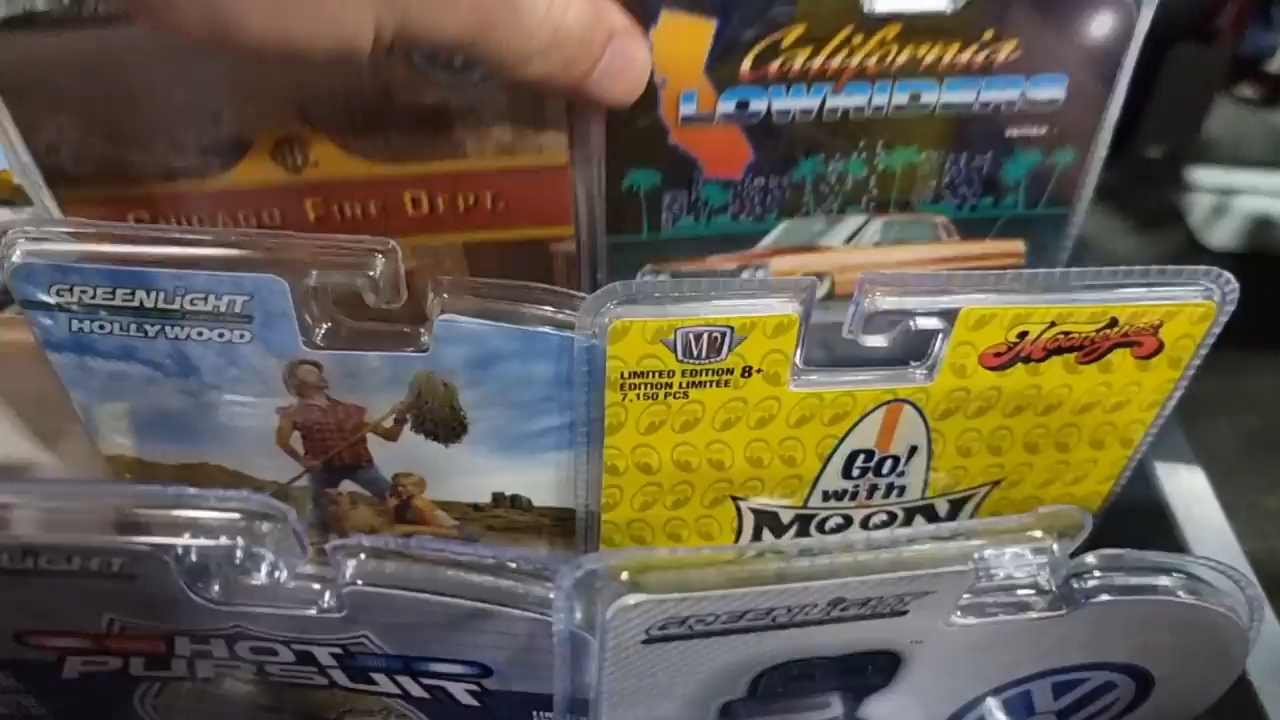 California
LOWRIDERS
CHICAGO FIRE DEPT.
GREENLiGHT
HOLLYWOOD
M2
Mooneyes
LIMITED EDITION 8+
ÉDITION LIMITÉE
7,150 PCS
Go!
with
MOON
HOT
PURSUIT
GREENLiGHT